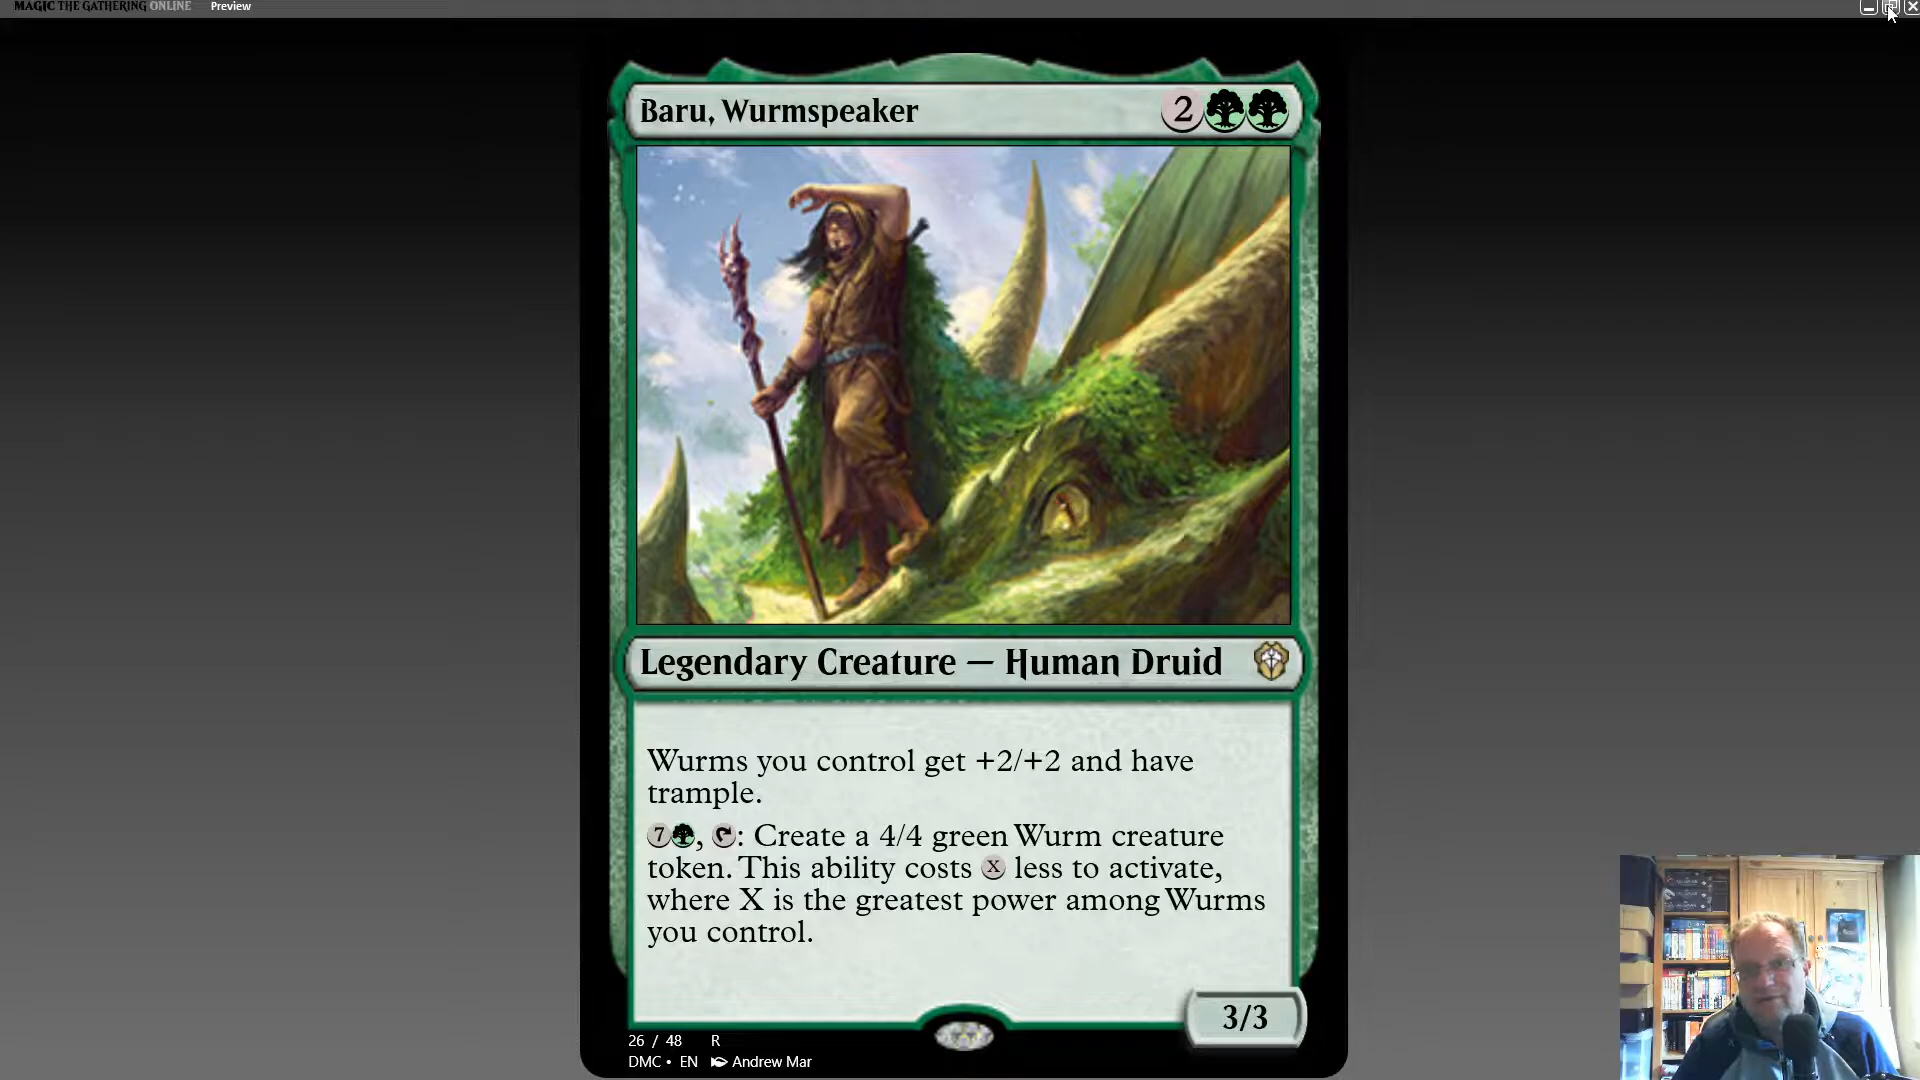 MAGIC THE GATHERING ONLINE Preview
Baru, Wurmspeaker 2
Legendary Creature — Human Druid
Wurms you control get +2/+2 and have
trample.
7, : Create a 4/4 green Wurm creature
token. This ability costs X less to activate,
where X is the greatest power among Wurms
you control.
3/3
26 / 48 R
DMC • EN Andrew Mar